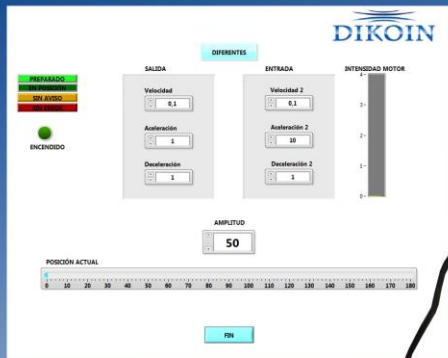 DIKOIN
DIFERENTES
SALIDA
ENTRADA
INTENSIDAD MOTOR
PREPARADO
EN POSICIÓN
SIN AVISO
SIN ERROR
ENCENDIDO
Velocidad
0,1
Aceleración
1
Deceleración
1
Velocidad 2
0,1
Aceleración 2
10
Deceleración 2
1
4
3
2
1
0
AMPLITUD
50
POSICIÓN ACTUAL
0 10 20 30 40 50 60 70 80 90 100 110 120 130 140 150 160 170 180
FIN